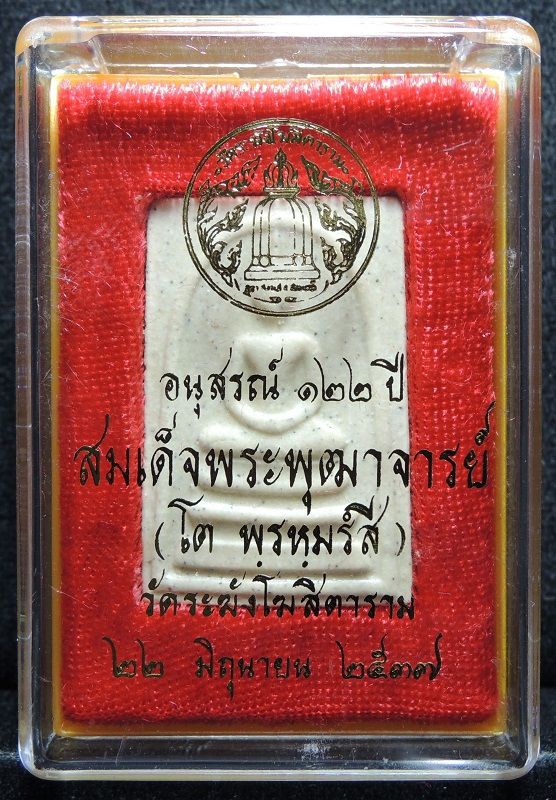 อนุสรณ์ ๑๒๒ ปี
สมเด็จพระพุฒาจารย์
(โต พฺรหฺมรํสี)
วัดระฆังโฆสิตาราม
๒๒ มิถุนายน ๒๕๓๗